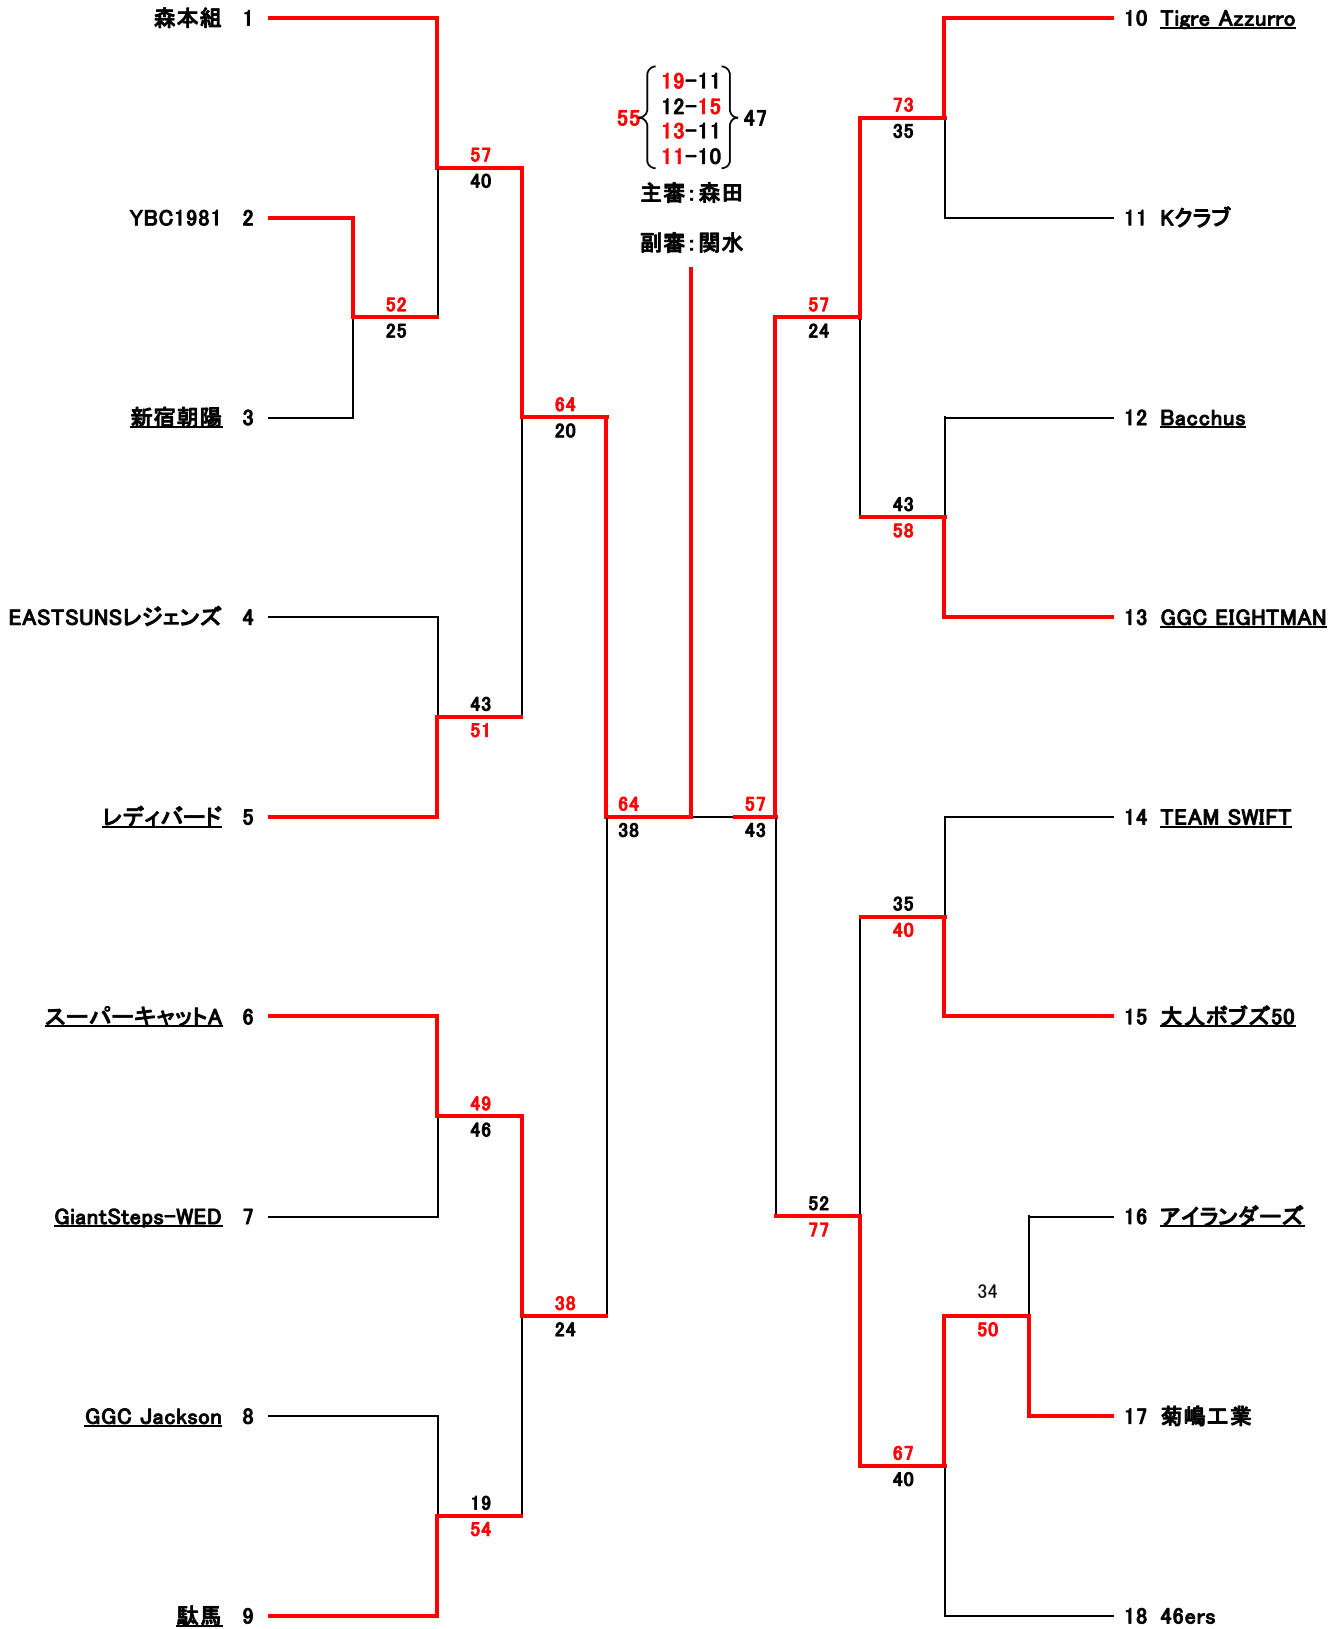 森本組 1
YBC1981 2
新宿朝陽 3
EASTSUNSレジェンズ 4
レディバード 5
スーパーキャットA 6
GiantSteps-WED 7
GGC Jackson 8
駄馬 9
57
40
52
25
64
20
43
51
49
46
38
24
19
54
64
38
19-11
12-15
55 47
13-11
11-10
主審：森田
副審：関水
57
43
73
35
57
24
43
58
35
40
52
77
34
50
67
40
10 Tigre Azzurro
11 Kクラブ
12 Bacchus
13 GGC EIGHTMAN
14 TEAM SWIFT
15 大人ボブズ50
16 アイランダーズ
17 菊嶋工業
18 46ers